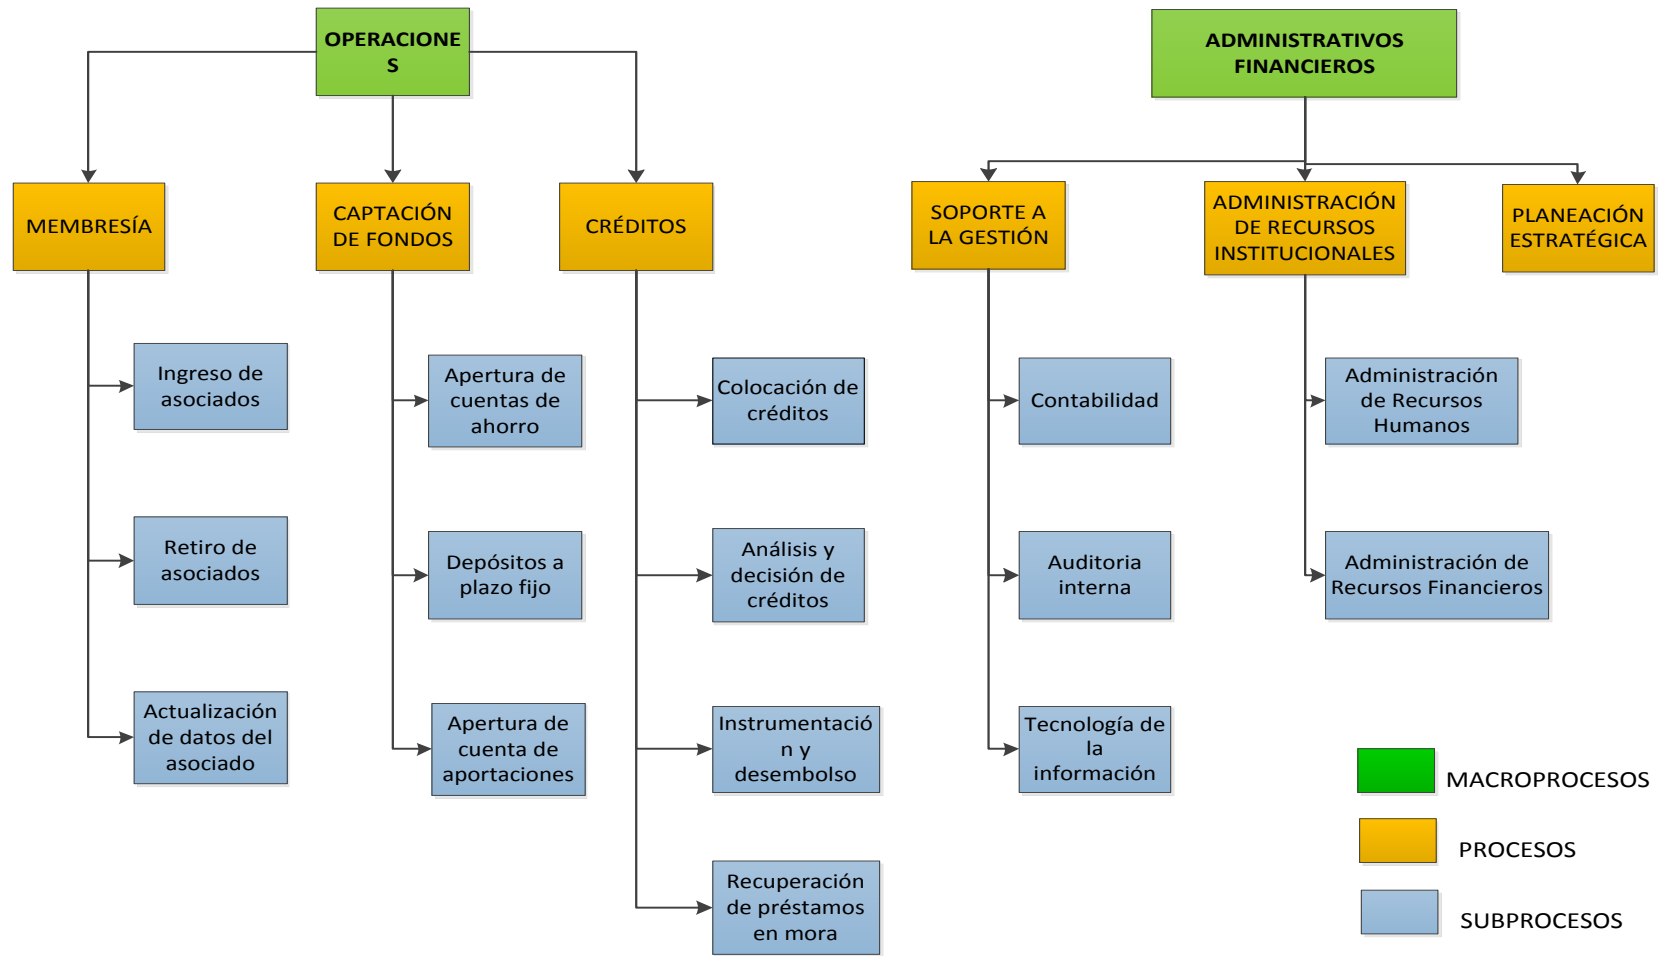 OPERACIONE
S
ADMINISTRATIVOS
FINANCIEROS
MEMBRESÍA
CAPTACIÓN
DE FONDOS
CRÉDITOS
SOPORTE A
LA GESTIÓN
ADMINISTRACIÓN
DE RECURSOS
INSTITUCIONALES
PLANEACIÓN
ESTRATÉGICA
Ingreso de
asociados
Apertura de
cuentas de
ahorro
Colocación de
créditos
Contabilidad
Administración
de Recursos
Humanos
Retiro de
asociados
Depósitos a
plazo fijo
Análisis y
decisión de
créditos
Auditoria
interna
Administración de
Recursos Financieros
Actualización
de datos del
asociado
Apertura de
cuenta de
aportaciones
Instrumentació
n y
desembolso
Tecnología de
la
información
Recuperación
de préstamos
en mora
MACROPROCESOS
PROCESOS
SUBPROCESOS